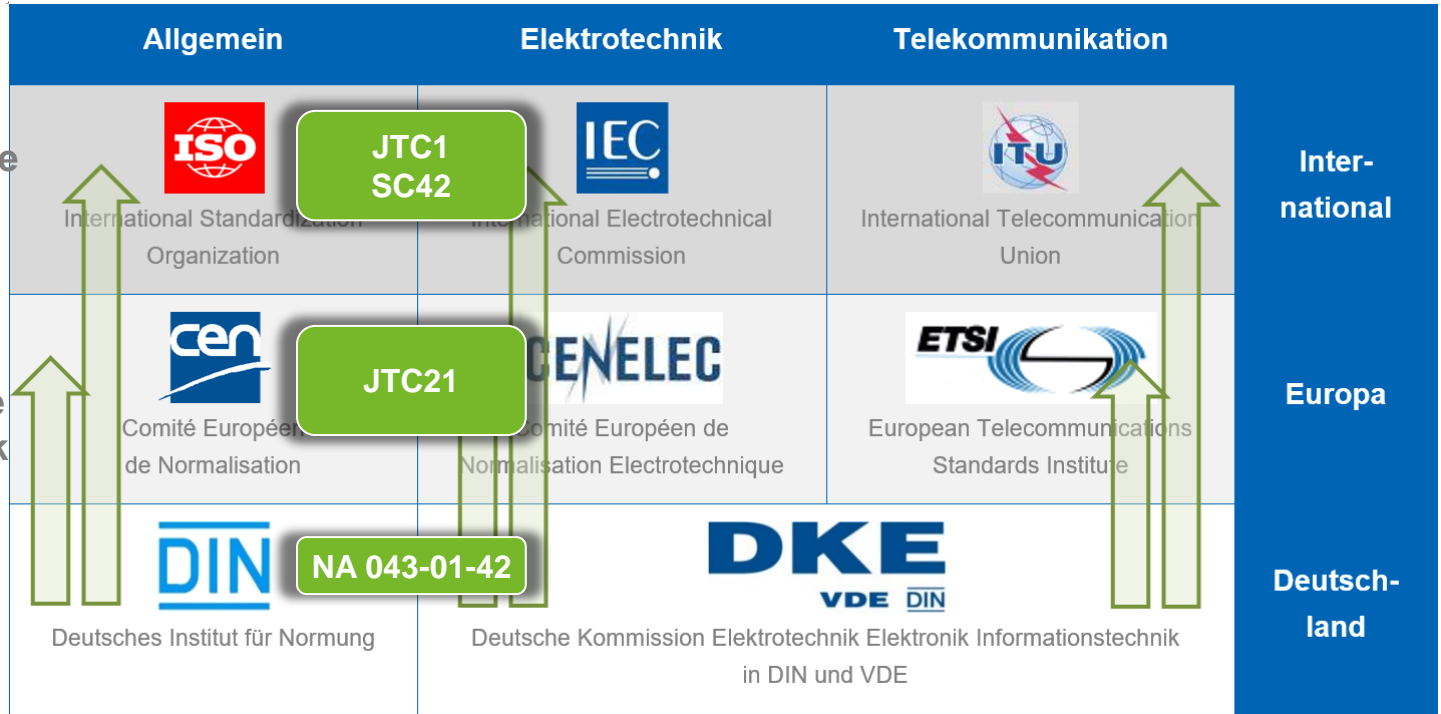 Allgemein
Elektrotechnik
Telekommunikation
ISO
JTC1
SC42
IEC
ITU
Inter-
national
e
International Standardization
Organization
International Electrotechnical
Commission
International Telecommunication
Union
cen
JTC21
CENELEC
ETSI
Europa
e
k
Comité Européen
de Normalisation
Comité Européen de
Normalisation Electrotechnique
European Telecommunications
Standards Institute
DIN
NA 043-01-42
DKE
VDE DIN
Deutsch-
land
Deutsches Institut für Normung
Deutsche Kommission Elektrotechnik Elektronik Informationstechnik
in DIN und VDE